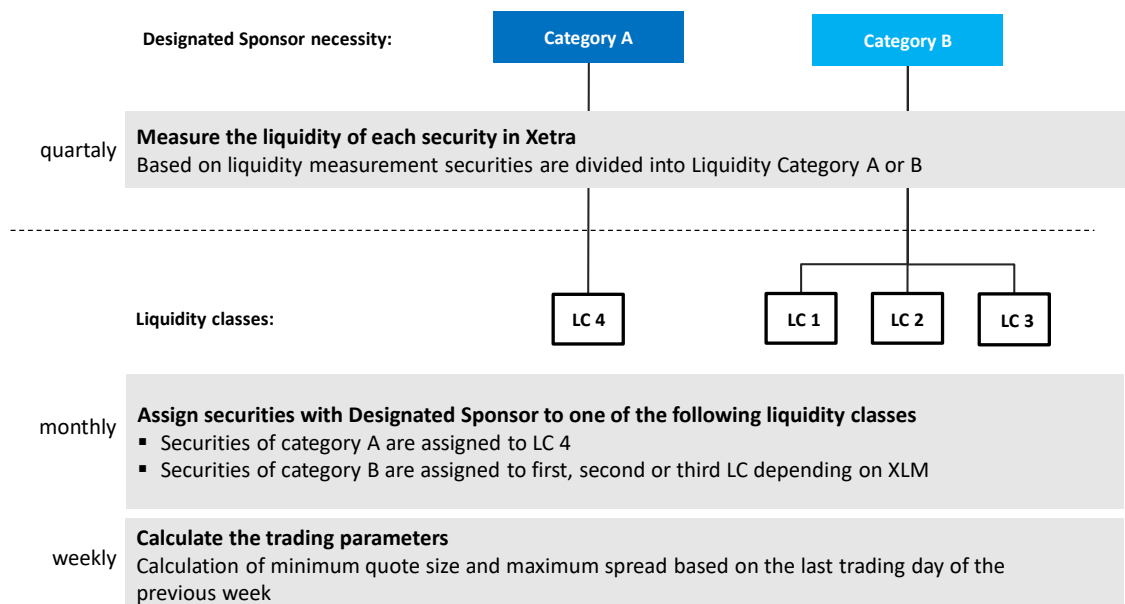 Designated Sponsor necessity:
Category A
Category B
quartaly
Measure the liquidity of each security in Xetra
Based on liquidity measurement securities are divided into Liquidity Category A or B
Liquidity classes:
LC 4
LC 1
LC 2
LC 3
monthly
Assign securities with Designated Sponsor to one of the following liquidity classes
▪ Securities of category A are assigned to LC 4
▪ Securities of category B are assigned to first, second or third LC depending on XLM
weekly
Calculate the trading parameters
Calculation of minimum quote size and maximum spread based on the last trading day of the
previous week